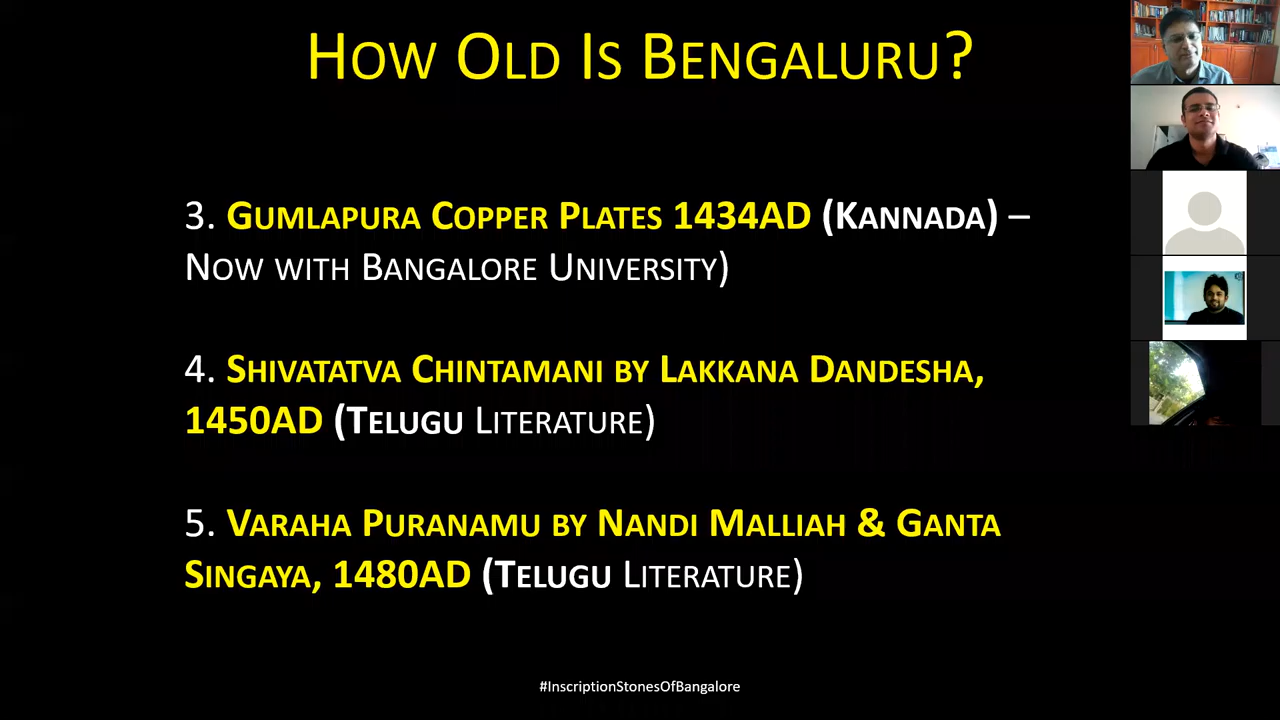 How Old Is Bengaluru?
3. Gumlapura Copper Plates 1434AD (Kannada) –
Now with Bangalore University)
4. Shivatatva Chintamani by Lakkana Dandesha,
1450AD (Telugu Literature)
5. Varaha Puranamu by Nandi Malliah & Ganta
Singaya, 1480AD (Telugu Literature)
#InscriptionStonesOfBangalore